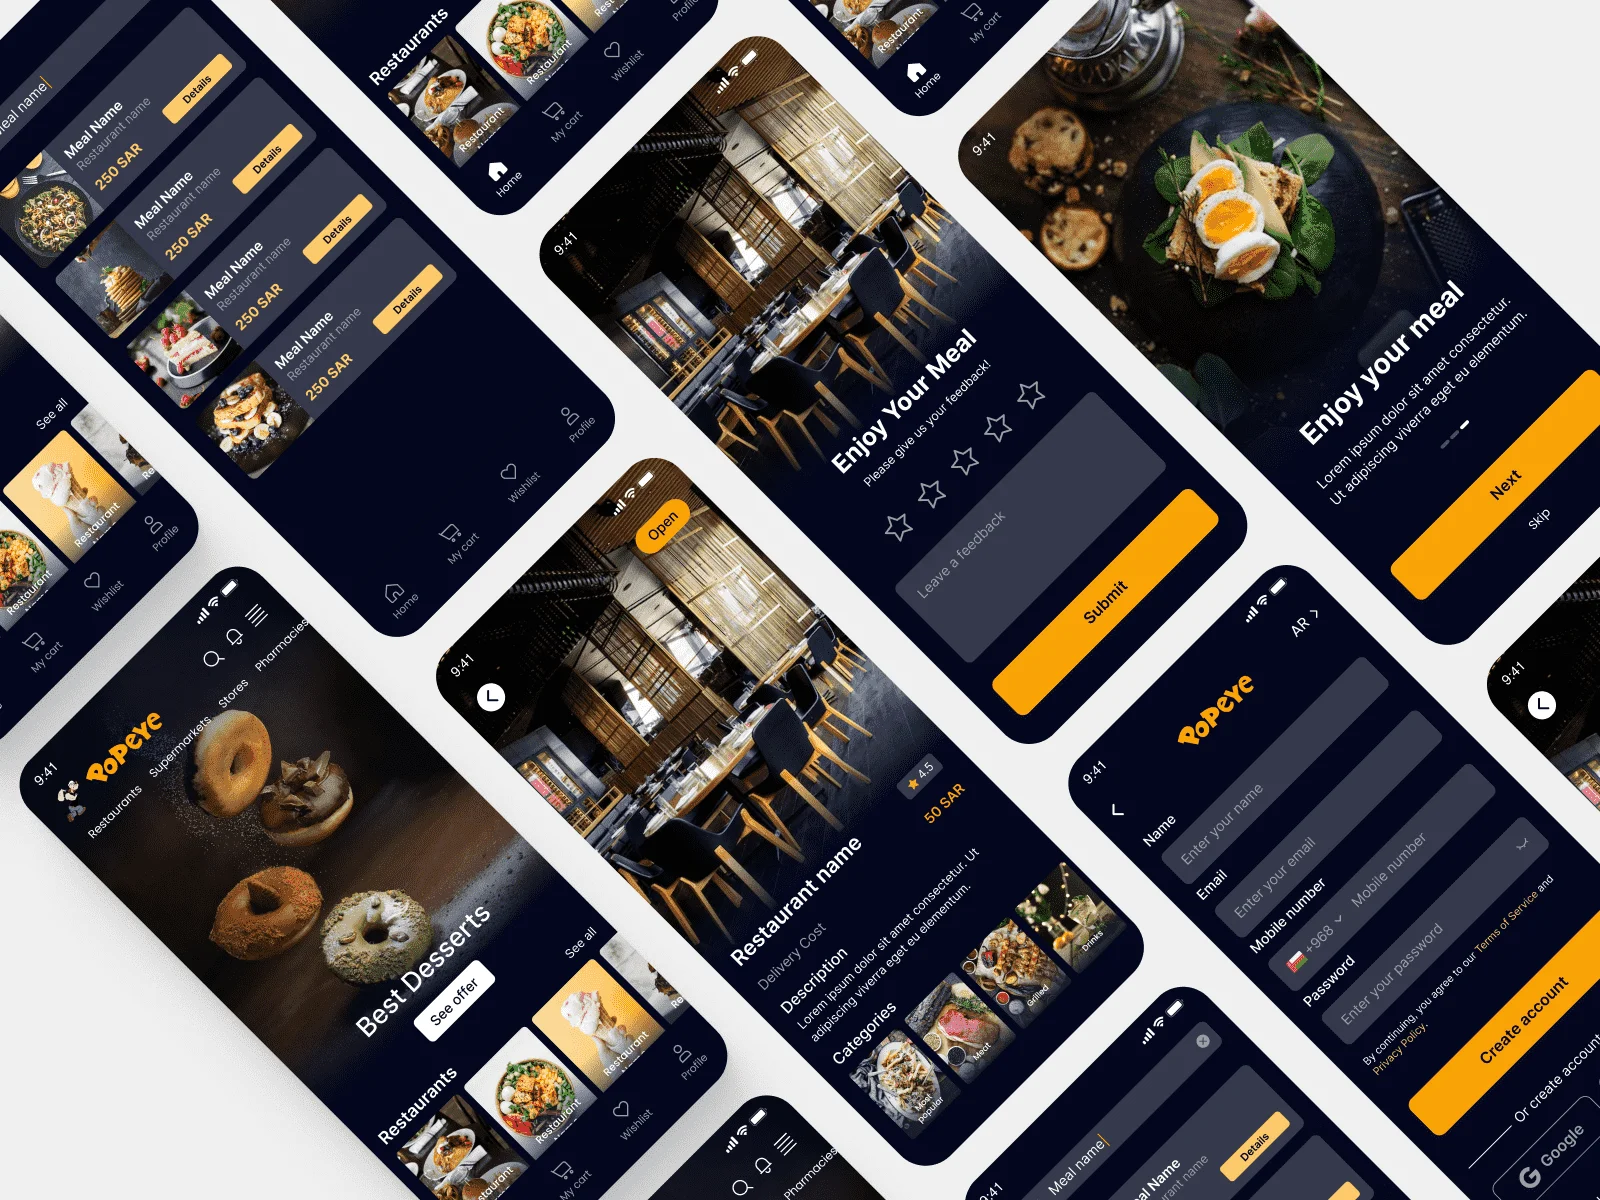 Meal name
Meal Name
Restaurant name
250 SAR
Details
Meal Name
Restaurant name
250 SAR
Details
Meal Name
Restaurant name
250 SAR
Details
Meal Name
Restaurant name
250 SAR
Details
Home
My cart
Wishlist
Profile
Restaurants
Restaurant
Restaurant
Home
My cart
Wishlist
Profile
Restaurant
Home
My cart
See all
Restaurant
Restaurant
My cart
Wishlist
Profile
9:41
Enjoy Your Meal
Please give us your feedback!
Leave a feedback
Submit
9:41
Enjoy your meal
Lorem ipsum dolor sit amet consectetur.
Ut adipiscing viverra eget eu elementum.
Next
Skip
9:41
POPEYE
Restaurants
Supermarkets
Stores
Pharmacies
Best Desserts
See offer
Restaurants
See all
Restaurant
Restaurant
My cart
Wishlist
Profile
9:41
Open
4.5
Restaurant name
50 SAR
Delivery Cost
Description
Lorem ipsum dolor sit amet consectetur. Ut
adipiscing viverra eget eu elementum.
Categories
Most
popular
Meat
Grilled
Drinks
9:41
AR
POPEYE
Name
Enter your name
Email
Enter your email
Mobile number
+968
Mobile number
Password
Enter your password
By continuing, you agree to our Terms of Service and
Privacy Policy.
Create account
Or create account
Google
9:41
Pharmacies
9:41
Meal name
Details
Restaurant name